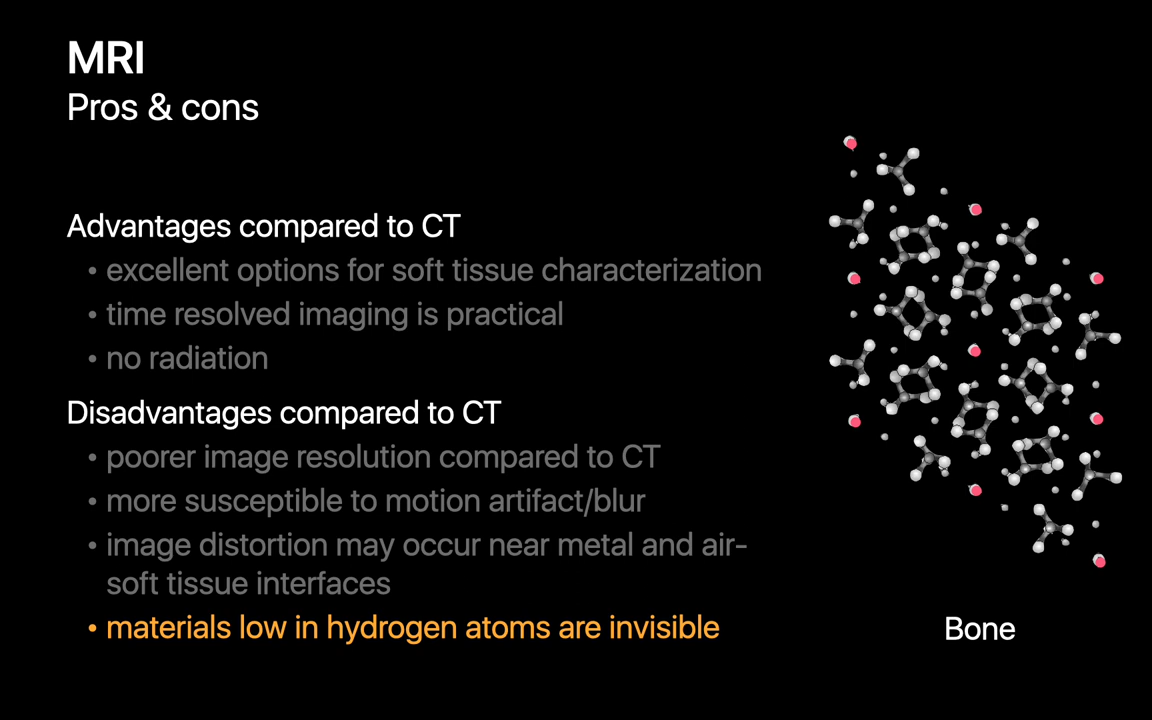 MRI
Pros & cons
Advantages compared to CT
• excellent options for soft tissue characterization
• time resolved imaging is practical
• no radiation
Disadvantages compared to CT
• poorer image resolution compared to CT
• more susceptible to motion artifact/blur
• image distortion may occur near metal and air-
soft tissue interfaces
• materials low in hydrogen atoms are invisible
Bone